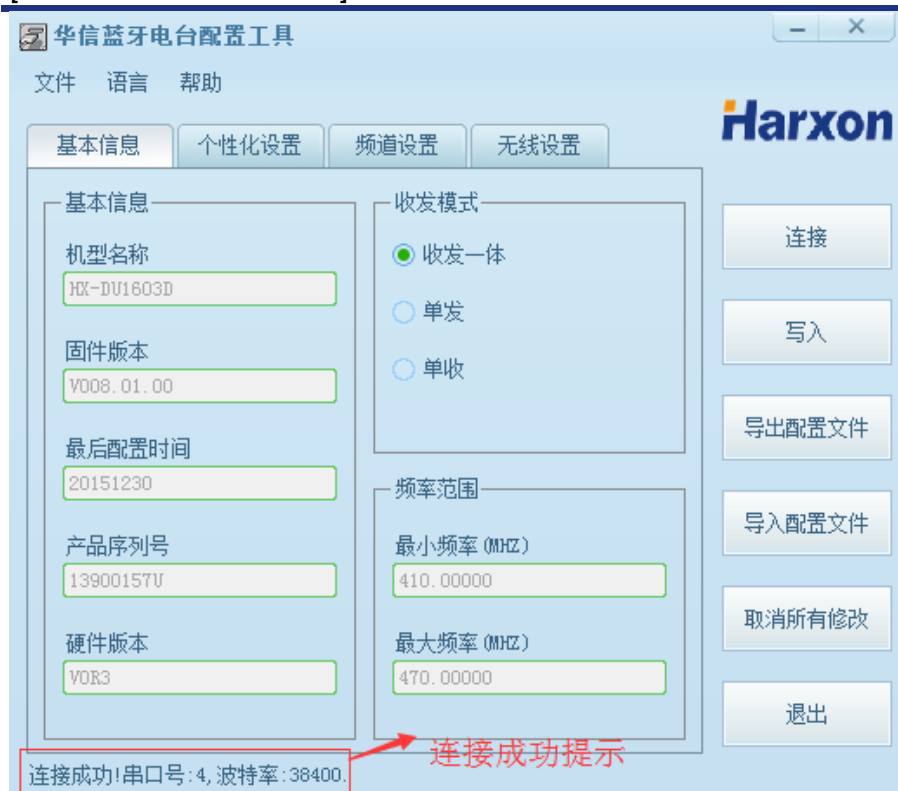 华信蓝牙电台配置工具
文件 语言 帮助
Harxon
基本信息 个性化设置 频道设置 无线设置
基本信息
机型名称
HX-DU1603D
固件版本
V008.01.00
最后配置时间
20151230
产品序列号
13900157U
硬件版本
V0R3
收发模式
收发一体
单发
单收
频率范围
最小频率(MHZ)
410.00000
最大频率(MHZ)
470.00000
连接
写入
导出配置文件
导入配置文件
取消所有修改
退出
连接成功!串口号:4,波特率:38400.
连接成功提示